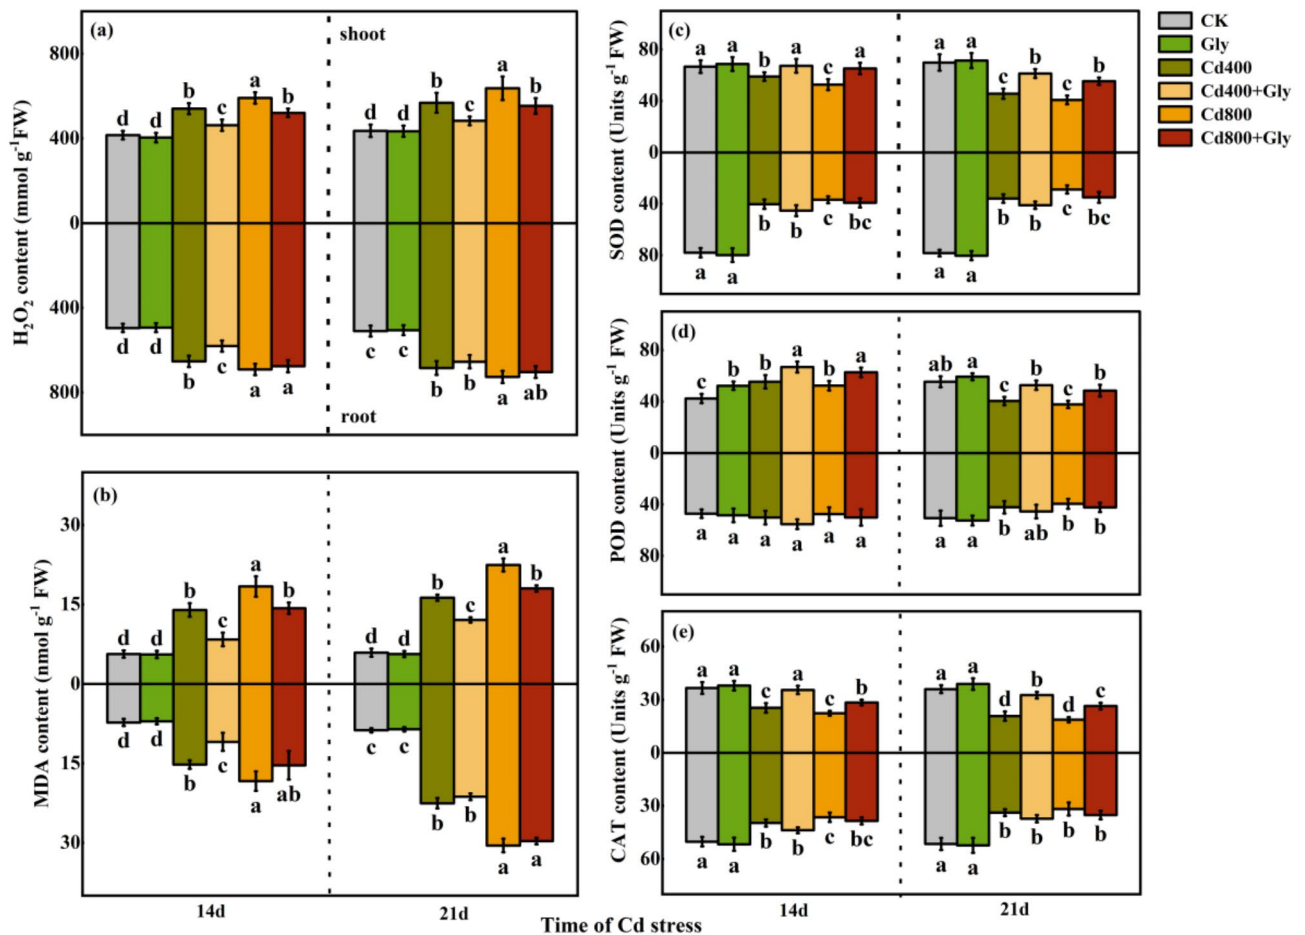 (a)
shoot
800
400
0
400
800
H₂O₂ content (mmol g⁻¹FW)
d d b c a b
d d b c a b
d d b c a a
c c b b a ab
root
(b)
30
15
0
15
30
MDA content (nmol g⁻¹ FW)
d d b c a b
d d b c a b
d d b c a ab
c c b b a a
14d
21d
(c)
80
40
0
40
80
SOD content (Units g⁻¹ FW)
a a b a c a
a a c b c b
a a b b c bc
a a b b c bc
(d)
80
40
0
40
80
POD content (Units g⁻¹ FW)
c b b a b a
ab a c b c b
a a a a a a
a a b ab b b
(e)
60
30
0
30
60
CAT content (Units g⁻¹ FW)
a a c a c b
a a d b d c
a a b b c bc
a a b b b b
14d
21d
Time of Cd stress
CK
Gly
Cd400
Cd400+Gly
Cd800
Cd800+Gly